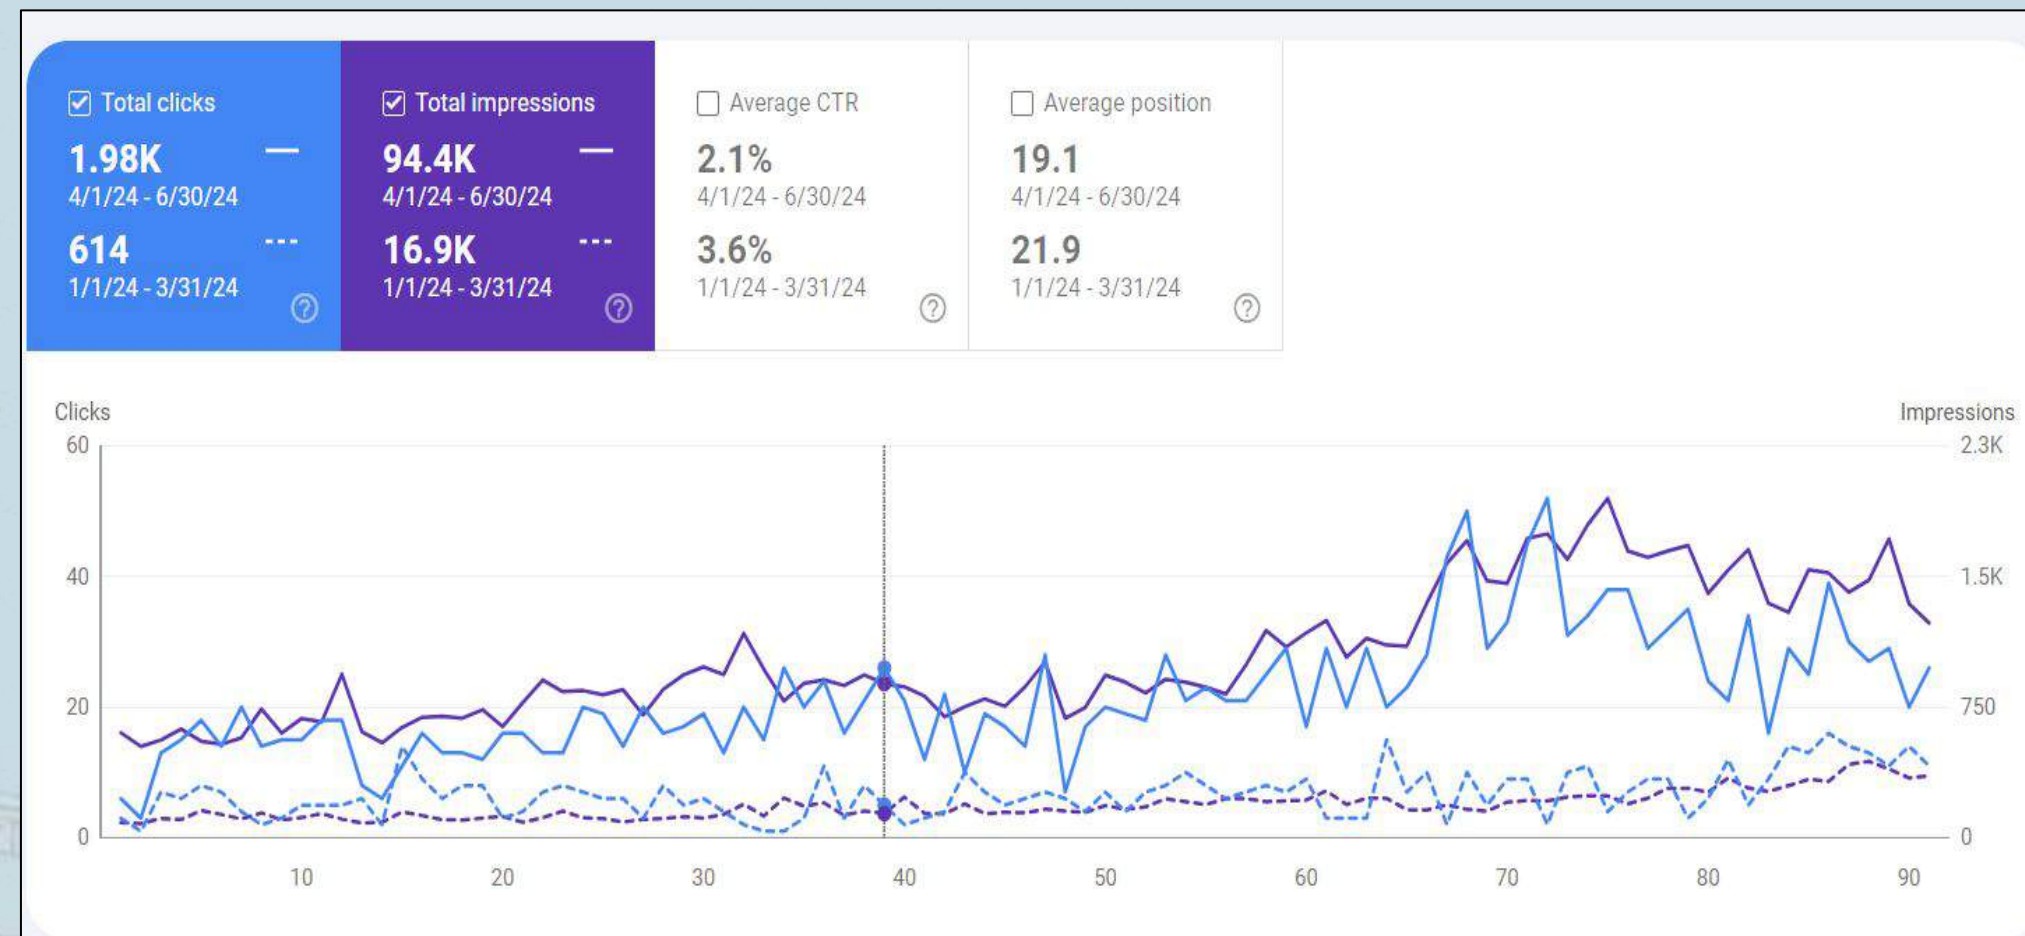 Total clicks
1.98K
4/1/24 - 6/30/24
614
1/1/24 - 3/31/24
Total impressions
94.4K
4/1/24 - 6/30/24
16.9K
1/1/24 - 3/31/24
Average CTR
2.1%
4/1/24 - 6/30/24
3.6%
1/1/24 - 3/31/24
Average position
19.1
4/1/24 - 6/30/24
21.9
1/1/24 - 3/31/24
Clicks
Impressions
60
2.3K
40
1.5K
20
750
0
0
10 20 30 40 50 60 70 80 90